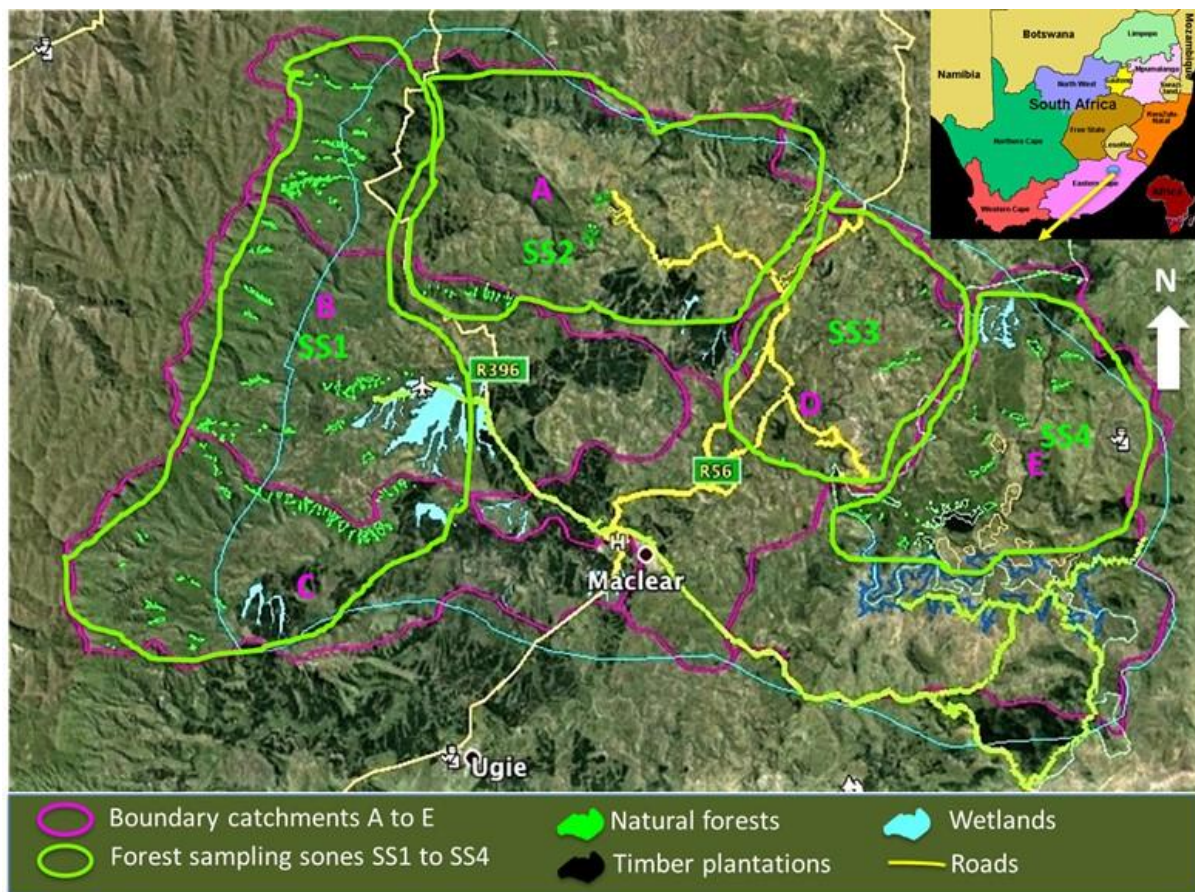 Botswana
Limpopo
Mozambique
Namibia
North West
Gauteng
Mpumalanga
Swazi-
land
South Africa
Free State
KwaZulu-
Natal
Northern Cape
Lesotho
Eastern Cape
Western Cape
Africa
A
SS2
B
SS1
N
SS3
R396
D
SS4
R56
E
H
Maclear
C
Ugie
Boundary catchments A to E
Natural forests
Wetlands
Forest sampling sones SS1 to SS4
Timber plantations
Roads